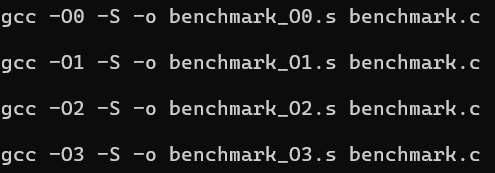 gcc -O0 -S -o benchmark_O0.s benchmark.c
gcc -O1 -S -o benchmark_O1.s benchmark.c
gcc -O2 -S -o benchmark_O2.s benchmark.c
gcc -O3 -S -o benchmark_O3.s benchmark.c